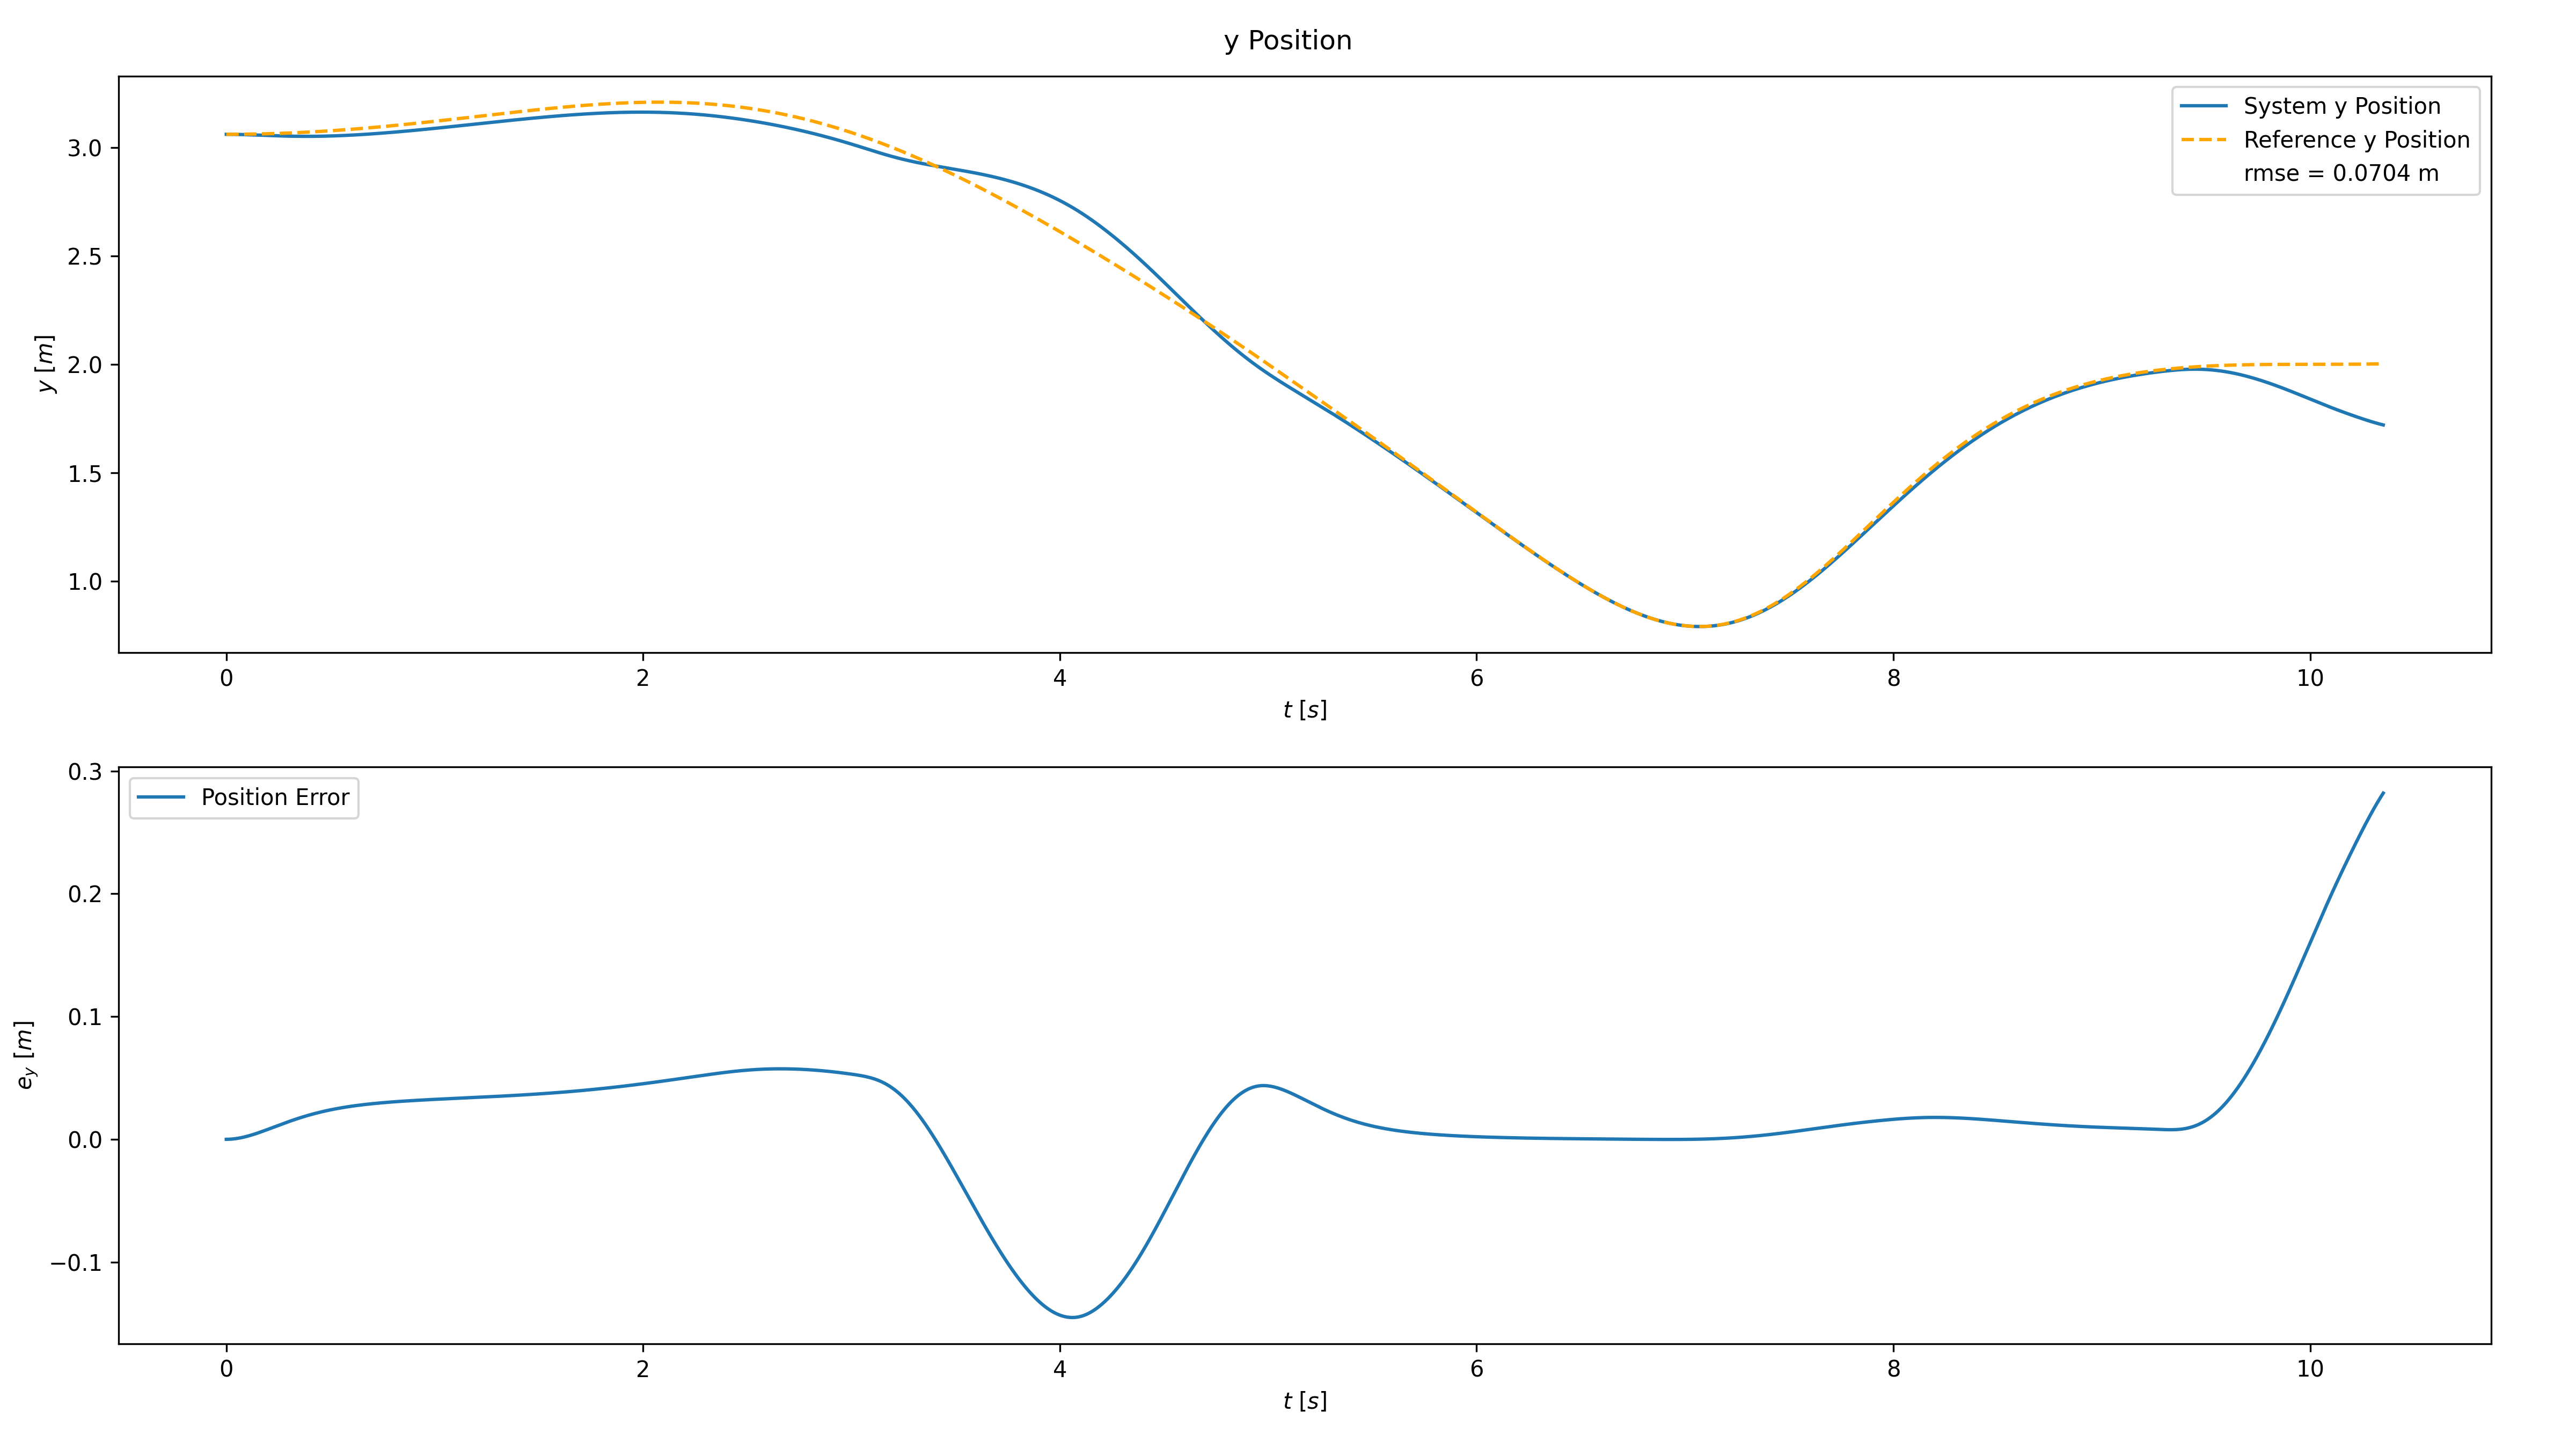 y Position
System y Position
Reference y Position
rmse = 0.0704 m
3.0
2.5
2.0
1.5
1.0
y [m]
0 2 4 6 8 10
t [s]
Position Error
0.3
0.2
0.1
0.0
−0.1
e_y [m]
0 2 4 6 8 10
t [s]